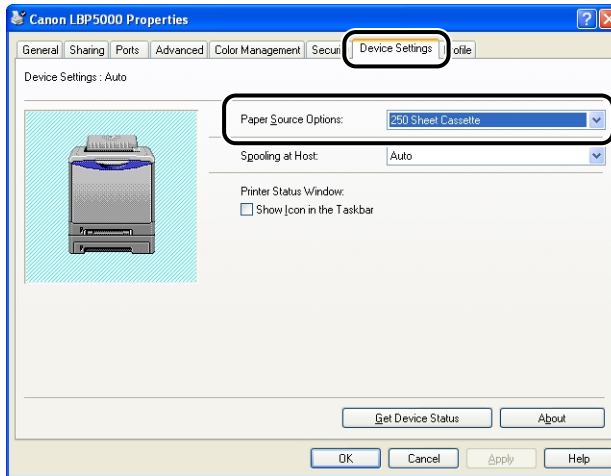 Canon LBP5000 Properties
General Sharing Ports Advanced Color Management Securi Device Settings rofile
Device Settings : Auto
Paper Source Options: 250 Sheet Cassette
Spooling at Host: Auto
Printer Status Window:
Show Icon in the Taskbar
Get Device Status About
OK Cancel Apply Help